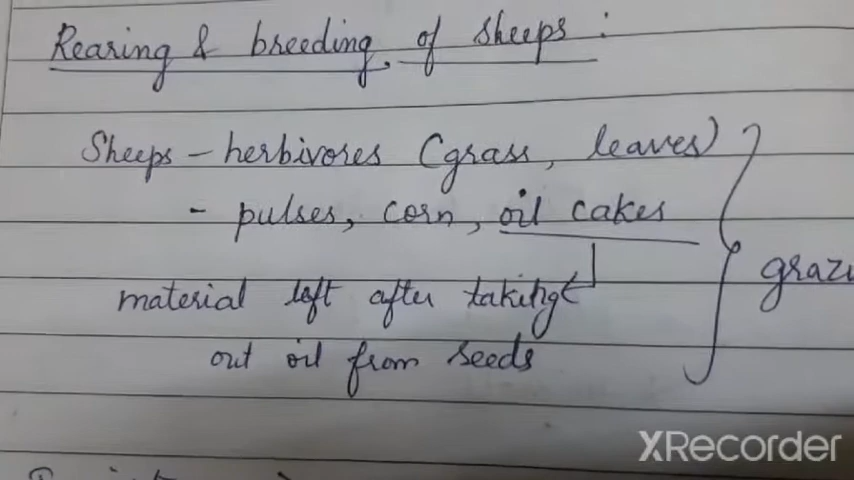 Rearing & breeding of sheeps :
Sheeps - herbivores (grass, leaves)
- pulses, corn, oil cakes
material left after taking
out oil from seeds
XRecorder